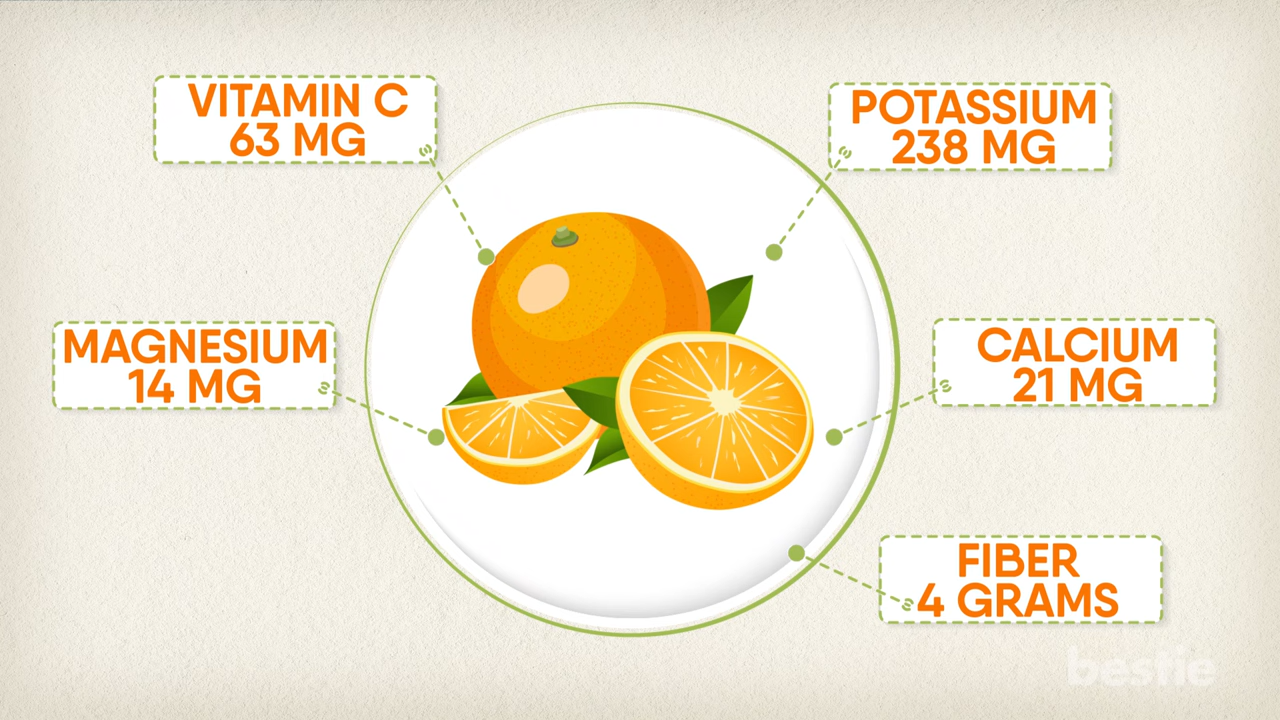 VITAMIN C
63 MG
POTASSIUM
238 MG
MAGNESIUM
14 MG
CALCIUM
21 MG
FIBER
4 GRAMS
bestie